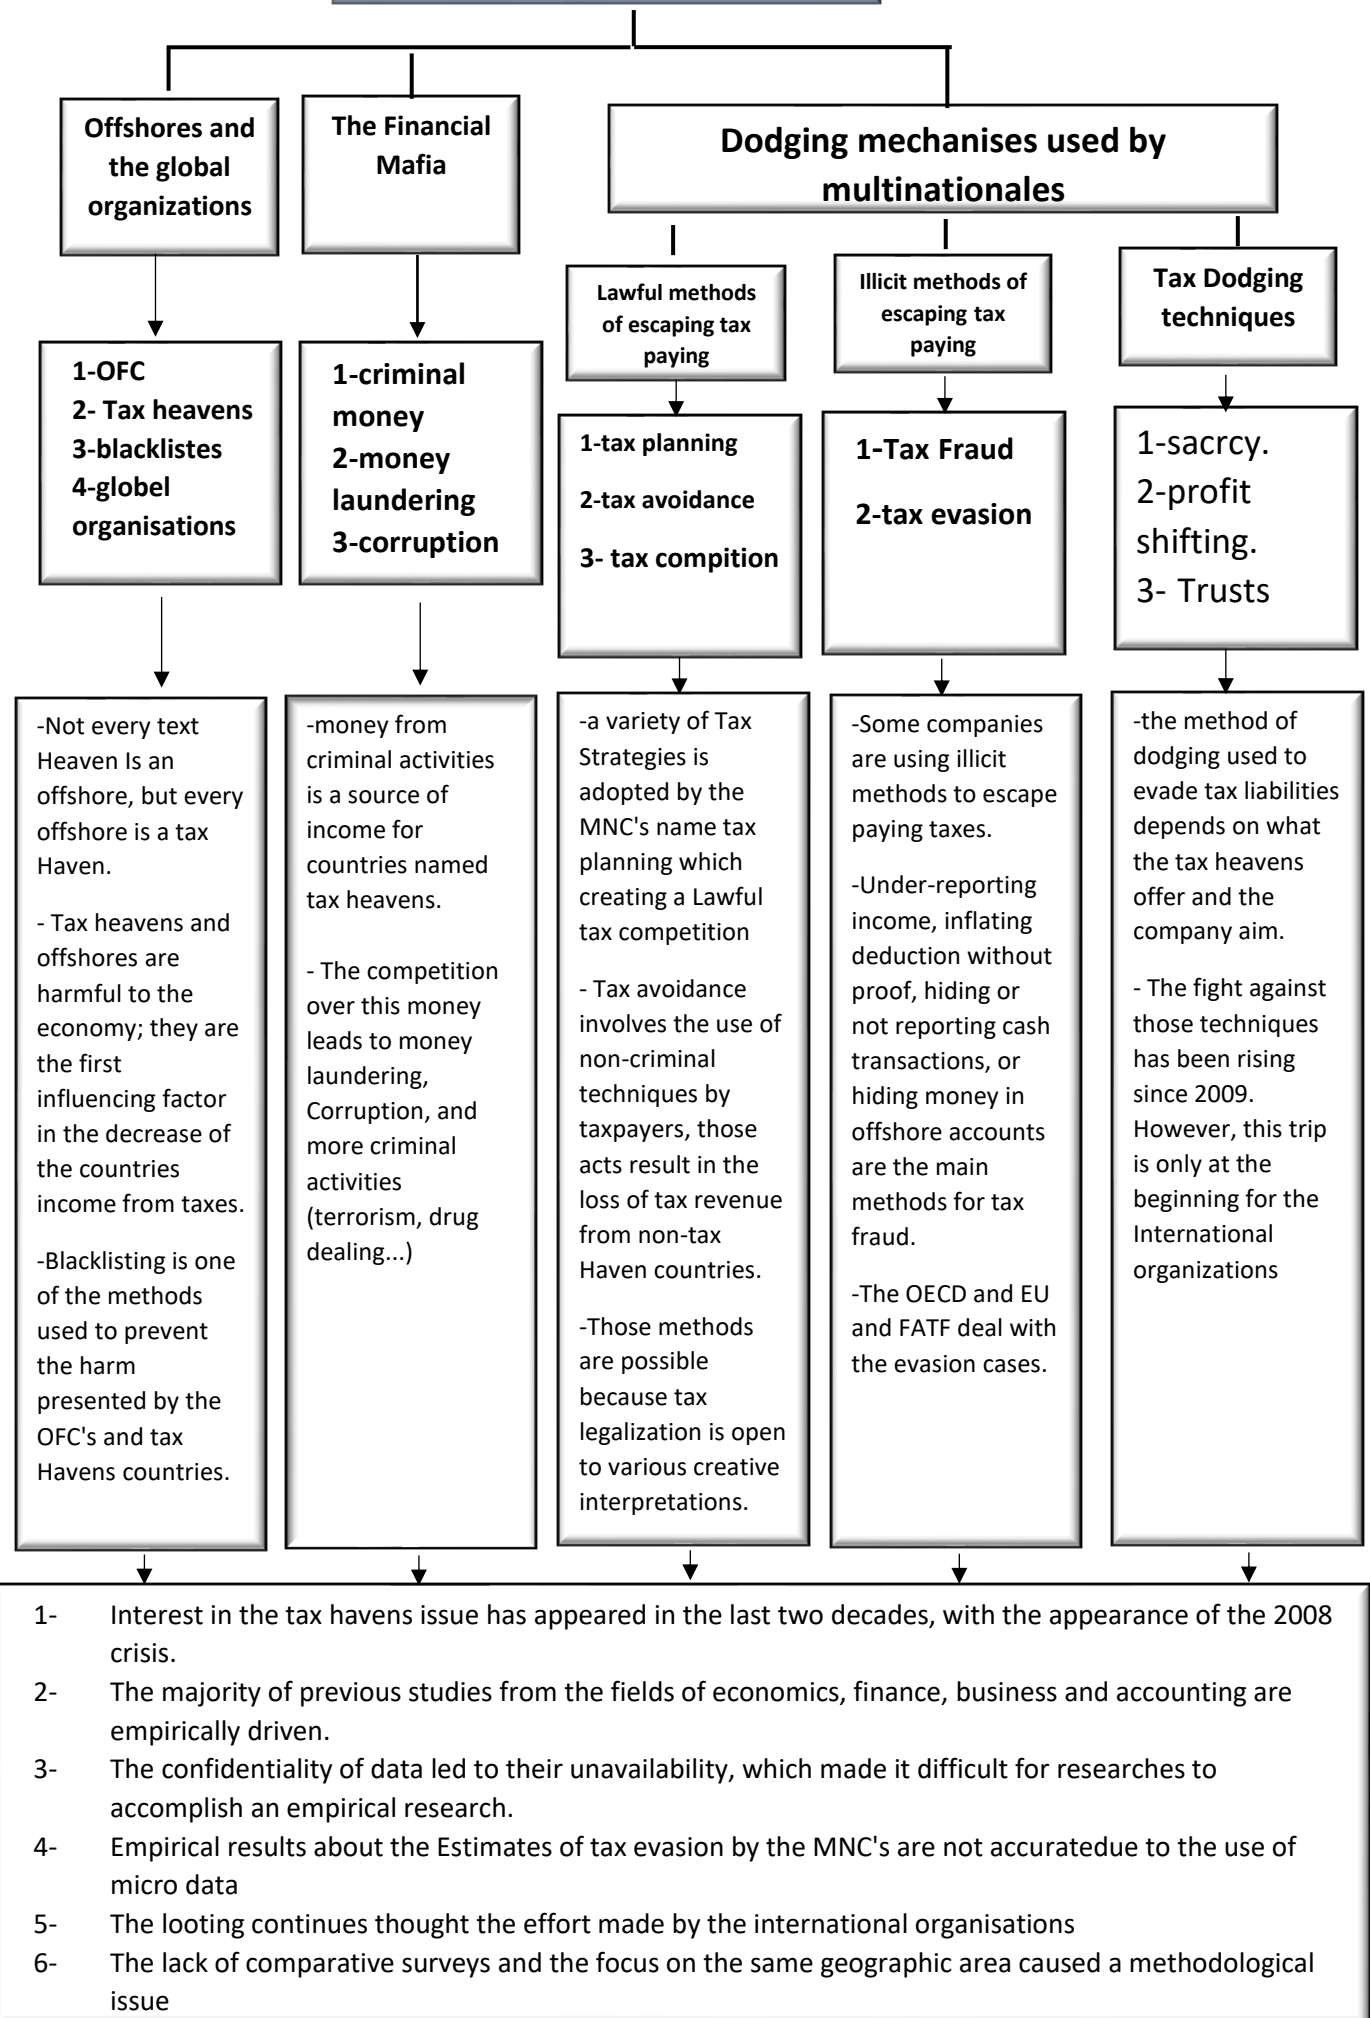 Offshores and
the global
organizations
The Financial
Mafia
Dodging mechanises used by
multinationales
Lawful methods
of escaping tax
paying
Illicit methods of
escaping tax
paying
Tax Dodging
techniques
1-OFC
2- Tax heavens
3-blacklistes
4-globel
organisations
1-criminal
money
2-money
laundering
3-corruption
1-tax planning
2-tax avoidance
3- tax compition
1-Tax Fraud
2-tax evasion
1-sacrcy.
2-profit
shifting.
3- Trusts
-Not every text
Heaven Is an
offshore, but every
offshore is a tax
Haven.
- Tax heavens and
offshores are
harmful to the
economy; they are
the first
influencing factor
in the decrease of
the countries
income from taxes.
-Blacklisting is one
of the methods
used to prevent
the harm
presented by the
OFC's and tax
Havens countries.
-money from
criminal activities
is a source of
income for
countries named
tax heavens.
- The competition
over this money
leads to money
laundering,
Corruption, and
more criminal
activities
(terrorism, drug
dealing...)
-a variety of Tax
Strategies is
adopted by the
MNC's name tax
planning which
creating a Lawful
tax competition
- Tax avoidance
involves the use of
non-criminal
techniques by
taxpayers, those
acts result in the
loss of tax revenue
from non-tax
Haven countries.
-Those methods
are possible
because tax
legalization is open
to various creative
interpretations.
-Some companies
are using illicit
methods to escape
paying taxes.
-Under-reporting
income, inflating
deduction without
proof, hiding or
not reporting cash
transactions, or
hiding money in
offshore accounts
are the main
methods for tax
fraud.
-The OECD and EU
and FATF deal with
the evasion cases.
-the method of
dodging used to
evade tax liabilities
depends on what
the tax heavens
offer and the
company aim.
- The fight against
those techniques
has been rising
since 2009.
However, this trip
is only at the
beginning for the
International
organizations
1- Interest in the tax havens issue has appeared in the last two decades, with the appearance of the 2008
crisis.
2- The majority of previous studies from the fields of economics, finance, business and accounting are
empirically driven.
3- The confidentiality of data led to their unavailability, which made it difficult for researches to
accomplish an empirical research.
4- Empirical results about the Estimates of tax evasion by the MNC's are not accuratedue to the use of
micro data
5- The looting continues thought the effort made by the international organisations
6- The lack of comparative surveys and the focus on the same geographic area caused a methodological
issue